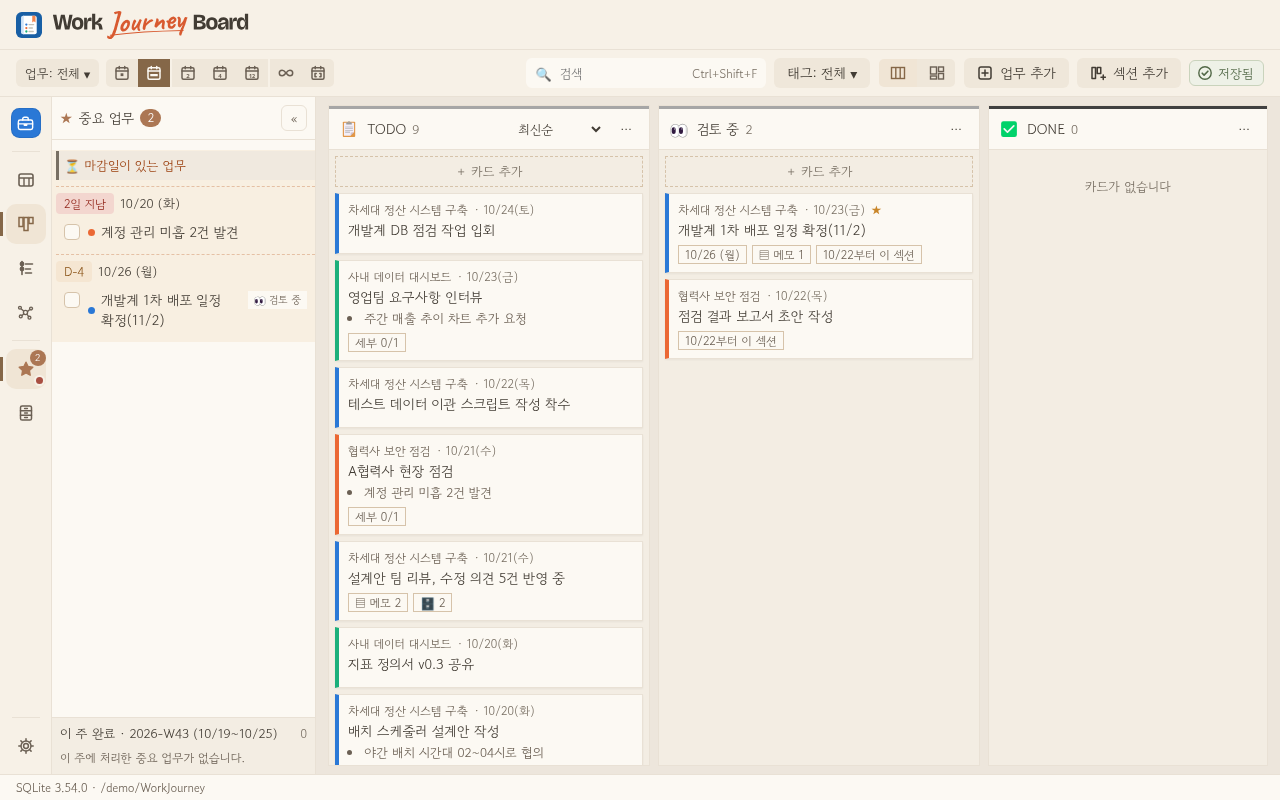 Work Journey Board
업무: 전체 ▾
2
4
12
검색
Ctrl+Shift+F
태그: 전체 ▾
업무 추가
섹션 추가
저장됨
★ 중요 업무 2
«
⏳ 마감일이 있는 업무
2일 지남 10/20 (화)
계정 관리 미흡 2건 발견
D-4 10/26 (월)
개발계 1차 배포 일정 확정(11/2)
👀 검토 중
2
이 주 완료 · 2026-W43 (10/19~10/25) 0
이 주에 처리한 중요 업무가 없습니다.
TODO 9
최신순
···
+ 카드 추가
차세대 정산 시스템 구축 · 10/24(토)
개발계 DB 점검 작업 입회
사내 데이터 대시보드 · 10/23(금)
영업팀 요구사항 인터뷰
• 주간 매출 추이 차트 추가 요청
세부 0/1
차세대 정산 시스템 구축 · 10/22(목)
테스트 데이터 이관 스크립트 작성 착수
협력사 보안 점검 · 10/21(수)
A협력사 현장 점검
• 계정 관리 미흡 2건 발견
세부 0/1
차세대 정산 시스템 구축 · 10/21(수)
설계안 팀 리뷰, 수정 의견 5건 반영 중
메모 2
2
사내 데이터 대시보드 · 10/20(화)
지표 정의서 v0.3 공유
차세대 정산 시스템 구축 · 10/20(화)
배치 스케줄러 설계안 작성
• 야간 배치 시간대 02~04시로 협의
검토 중 2
···
+ 카드 추가
차세대 정산 시스템 구축 · 10/23(금) ★
개발계 1차 배포 일정 확정(11/2)
10/26 (월)
메모 1
10/22부터 이 섹션
협력사 보안 점검 · 10/22(목)
점검 결과 보고서 초안 작성
10/22부터 이 섹션
DONE 0
···
카드가 없습니다
SQLite 3.54.0 · /demo/WorkJourney